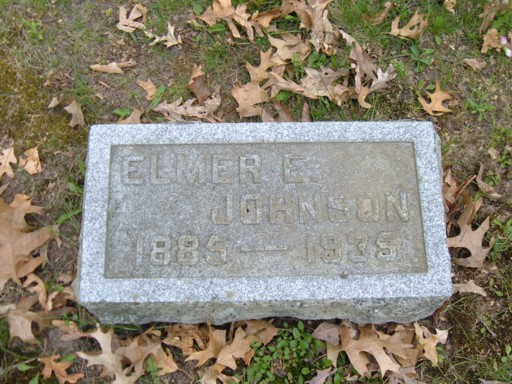 ELMER E.
JOHNSON
1885 — 1935